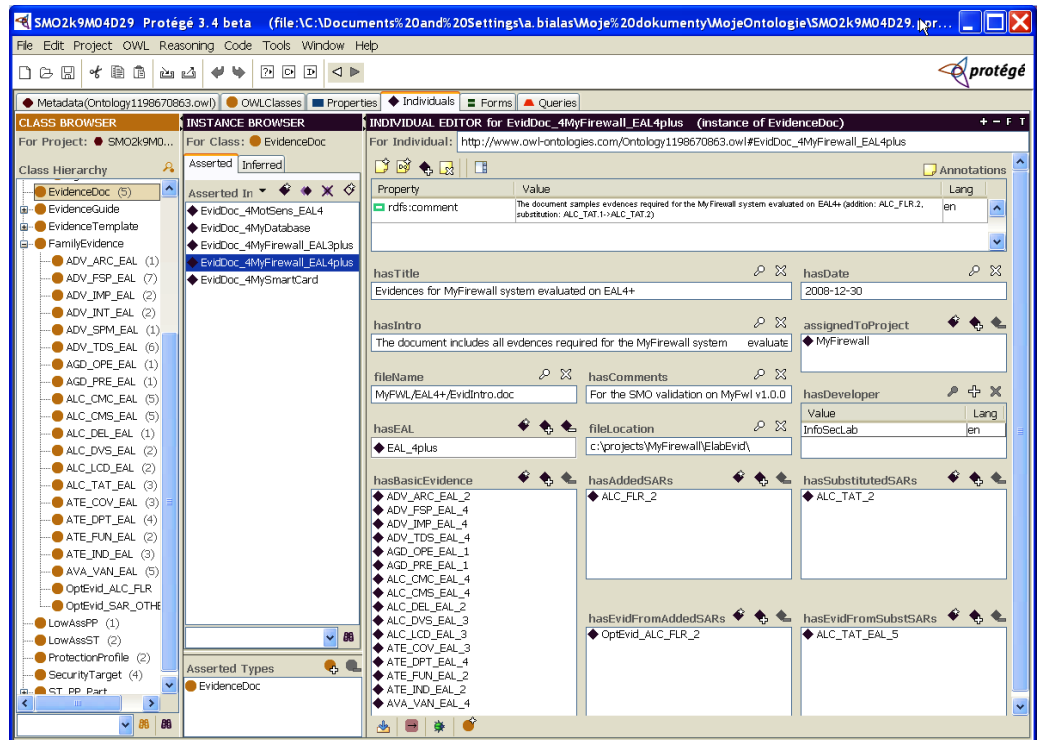 Protégé 3.4 beta (file:\C:\Documents%20and%20Settings\a.bialas\Moje%20dokumenty\MojeOntologie\SMO2k9M04D29.ppr...
SMO2k9M04D29
File Edit Project OWL Reasoning Code Tools Window Help
protégé
Metadata(Ontology1198670863.owl) OWLClasses Properties Individuals Forms Queries
CLASS BROWSER
For Project: SMO2k9M0...
Class Hierarchy
EvidenceDoc (5)
EvidenceGuide
EvidenceTemplate
FamilyEvidence
ADV_ARC_EAL (1)
ADV_FSP_EAL (7)
ADV_IMP_EAL (2)
ADV_INT_EAL (2)
ADV_SPM_EAL (1)
ADV_TDS_EAL (6)
AGD_OPE_EAL (1)
AGD_PRE_EAL (1)
ALC_CMC_EAL (5)
ALC_CMS_EAL (5)
ALC_DEL_EAL (1)
ALC_DVS_EAL (2)
ALC_LCD_EAL (2)
ALC_TAT_EAL (3)
ATE_COV_EAL (3)
ATE_DPT_EAL (4)
ATE_FUN_EAL (2)
ATE_IND_EAL (3)
AVA_VAN_EAL (5)
OptEvid_ALC_FLR
OptEvid_SAR_OTHE
LowAssPP (1)
LowAssST (2)
ProtectionProfile (2)
SecurityTarget (4)
ST_PP_Part
INSTANCE BROWSER
For Class: EvidenceDoc
Asserted Inferred
Asserted In
EvidDoc_4MotSens_EAL4
EvidDoc_4MyDatabase
EvidDoc_4MyFirewall_EAL3plus
EvidDoc_4MyFirewall_EAL4plus
EvidDoc_4MySmartCard
Asserted Types
EvidenceDoc
INDIVIDUAL EDITOR for EvidDoc_4MyFirewall_EAL4plus (instance of EvidenceDoc) + − F T
For Individual: http://www.owl-ontologies.com/Ontology1198670863.owl#EvidDoc_4MyFirewall_EAL4plus
Annotations
Property Value Lang
rdfs:comment The document samples evdences required for the MyFirewall system evaluated on EAL4+ (addition: ALC_FLR.2, en
substitution: ALC_TAT.1->ALC_TAT.2)
hasTitle
Evidences for MyFirewall system evaluated on EAL4+
hasDate
2008-12-30
hasIntro
The document includes all evdences required for the MyFirewall system evaluate
assignedToProject
MyFirewall
fileName
MyFWL/EAL4+/EvidIntro.doc
hasComments
For the SMO validation on MyFwl v1.0.0
hasDeveloper
Value Lang
InfoSecLab en
hasEAL
EAL_4plus
fileLocation
c:\projects\MyFirewall\ElabEvid\
hasBasicEvidence
ADV_ARC_EAL_2
ADV_FSP_EAL_4
ADV_IMP_EAL_4
ADV_TDS_EAL_4
AGD_OPE_EAL_1
AGD_PRE_EAL_1
ALC_CMC_EAL_4
ALC_CMS_EAL_4
ALC_DEL_EAL_2
ALC_DVS_EAL_3
ALC_LCD_EAL_3
ATE_COV_EAL_3
ATE_DPT_EAL_4
ATE_FUN_EAL_2
ATE_IND_EAL_2
AVA_VAN_EAL_4
hasAddedSARs
ALC_FLR_2
hasSubstitutedSARs
ALC_TAT_2
hasEvidFromAddedSARs
OptEvid_ALC_FLR_2
hasEvidFromSubstSARs
ALC_TAT_EAL_5